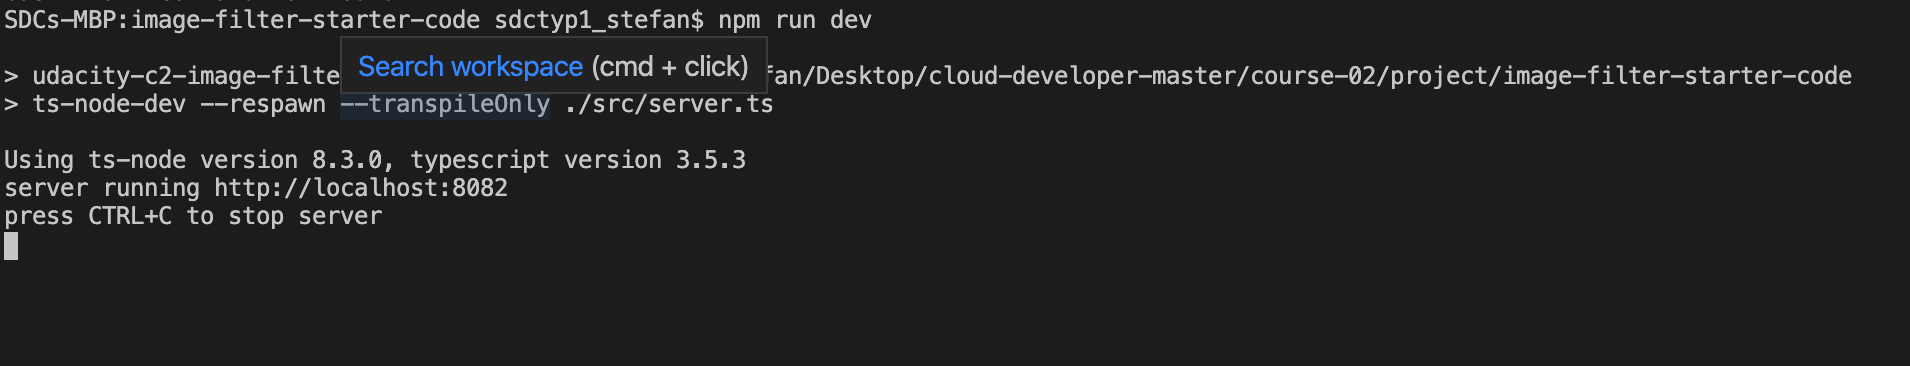 SDCs-MBP:image-filter-starter-code sdctyp1_stefan$ npm run dev
Search workspace (cmd + click)
> udacity-c2-image-filte fan/Desktop/cloud-developer-master/course-02/project/image-filter-starter-code
> ts-node-dev --respawn --transpileOnly ./src/server.ts
Using ts-node version 8.3.0, typescript version 3.5.3
server running http://localhost:8082
press CTRL+C to stop server